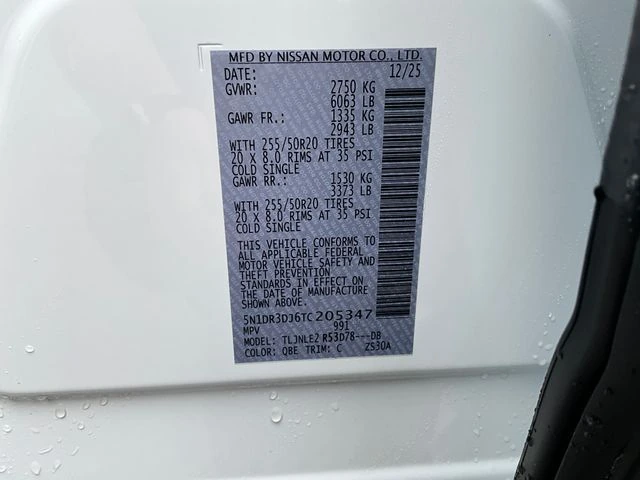 MFD BY NISSAN MOTOR CO., LTD.
DATE: 12/25
GVWR: 2750 KG
6063 LB
GAWR FR.: 1335 KG
2943 LB
WITH 255/50R20 TIRES
20 X 8.0 RIMS AT 35 PSI
COLD SINGLE
GAWR RR.: 1530 KG
3373 LB
WITH 255/50R20 TIRES
20 X 8.0 RIMS AT 35 PSI
COLD SINGLE
THIS VEHICLE CONFORMS TO
ALL APPLICABLE FEDERAL
MOTOR VEHICLE SAFETY AND
THEFT PREVENTION
STANDARDS IN EFFECT ON
THE DATE OF MANUFACTURE
SHOWN ABOVE.
5N1DR3DJ6TC205347
MPV 991
MODEL: TLJNLE2 R53D78---DB
COLOR: QBE TRIM: C ZS30A